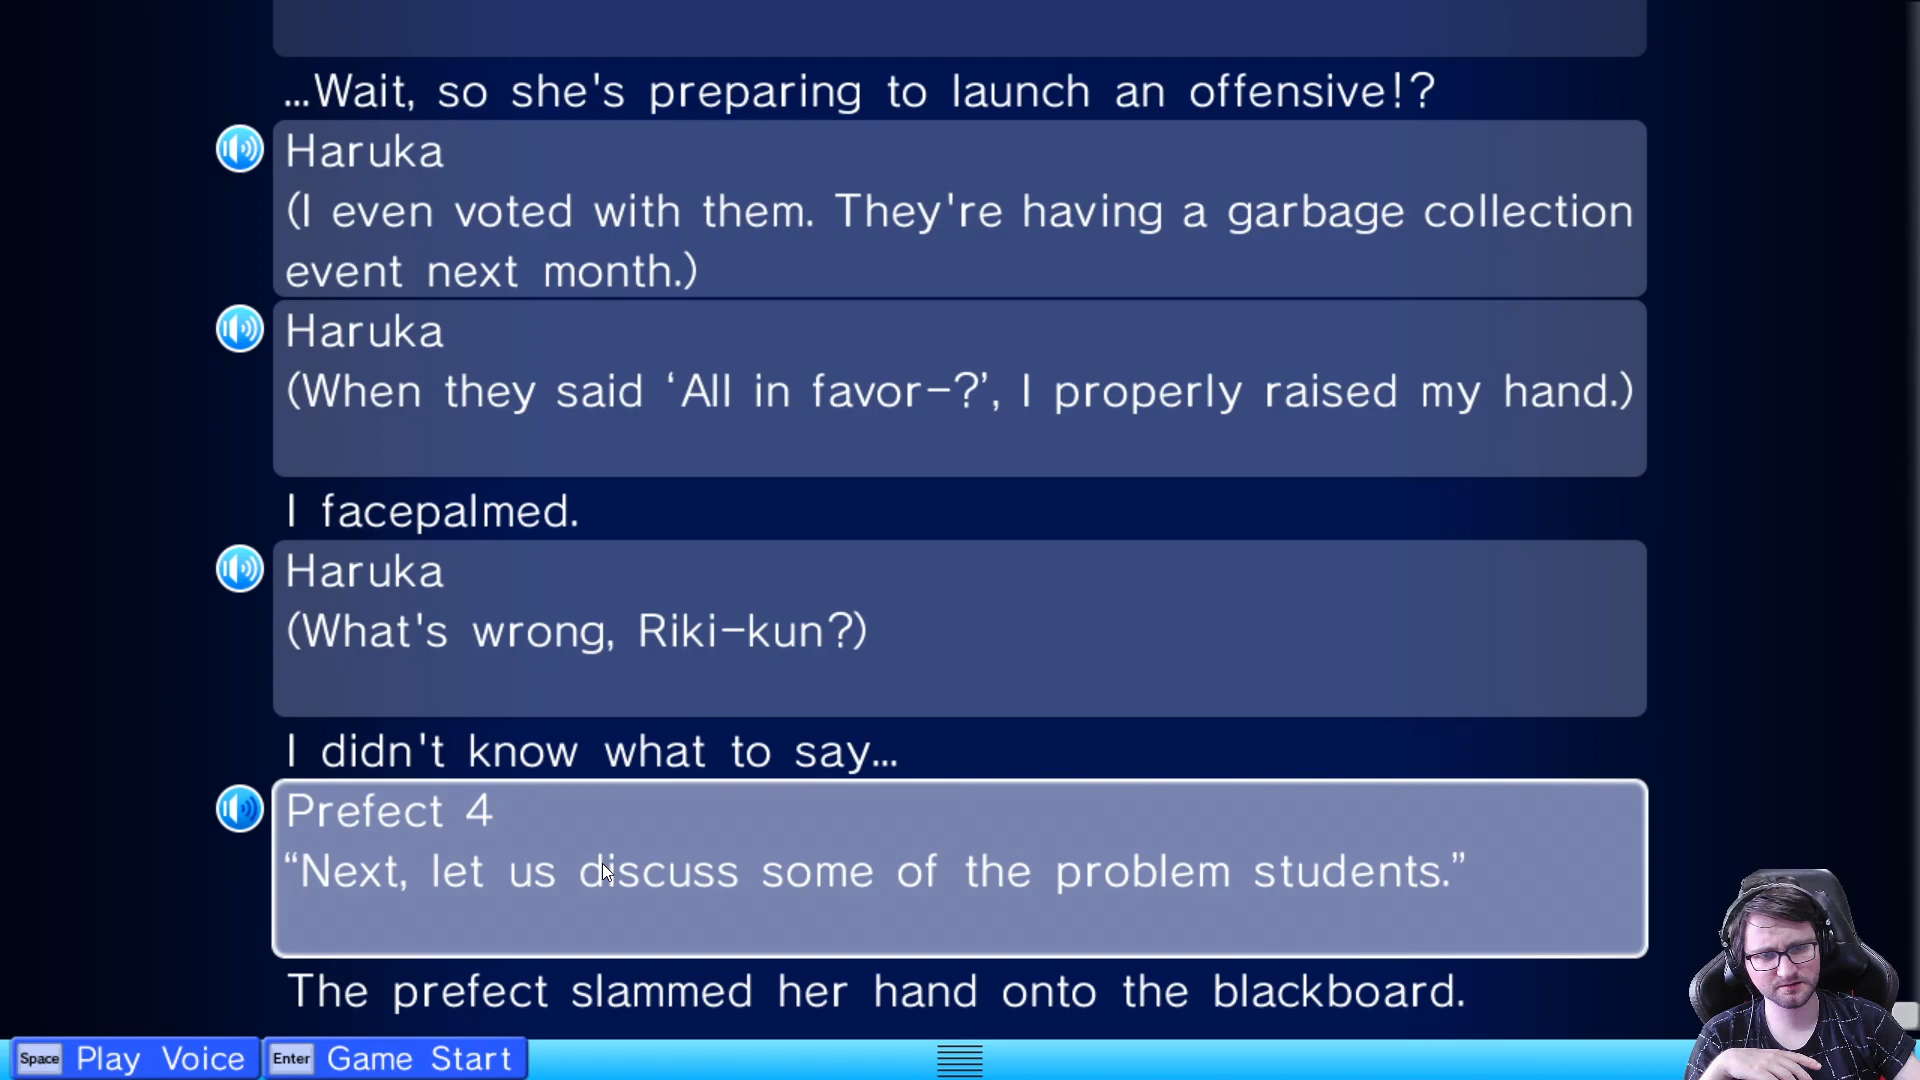 ...Wait, so she's preparing to launch an offensive!?
Haruka
(I even voted with them. They're having a garbage collection
event next month.)
Haruka
(When they said ‘All in favor–?’, I properly raised my hand.)
I facepalmed.
Haruka
(What's wrong, Riki–kun?)
I didn't know what to say...
Prefect 4
“Next, let us discuss some of the problem students.”
The prefect slammed her hand onto the blackboard.
Space Play Voice Enter Game Start